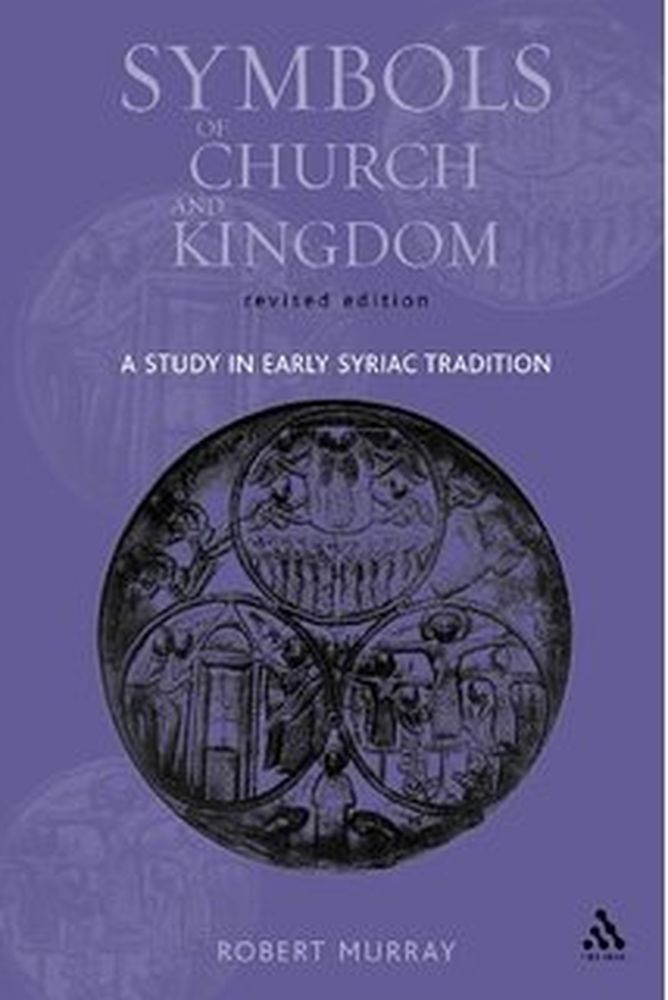 SYMBOLS
OF
CHURCH
AND
KINGDOM
revised edition
A STUDY IN EARLY SYRIAC TRADITION
ROBERT MURRAY